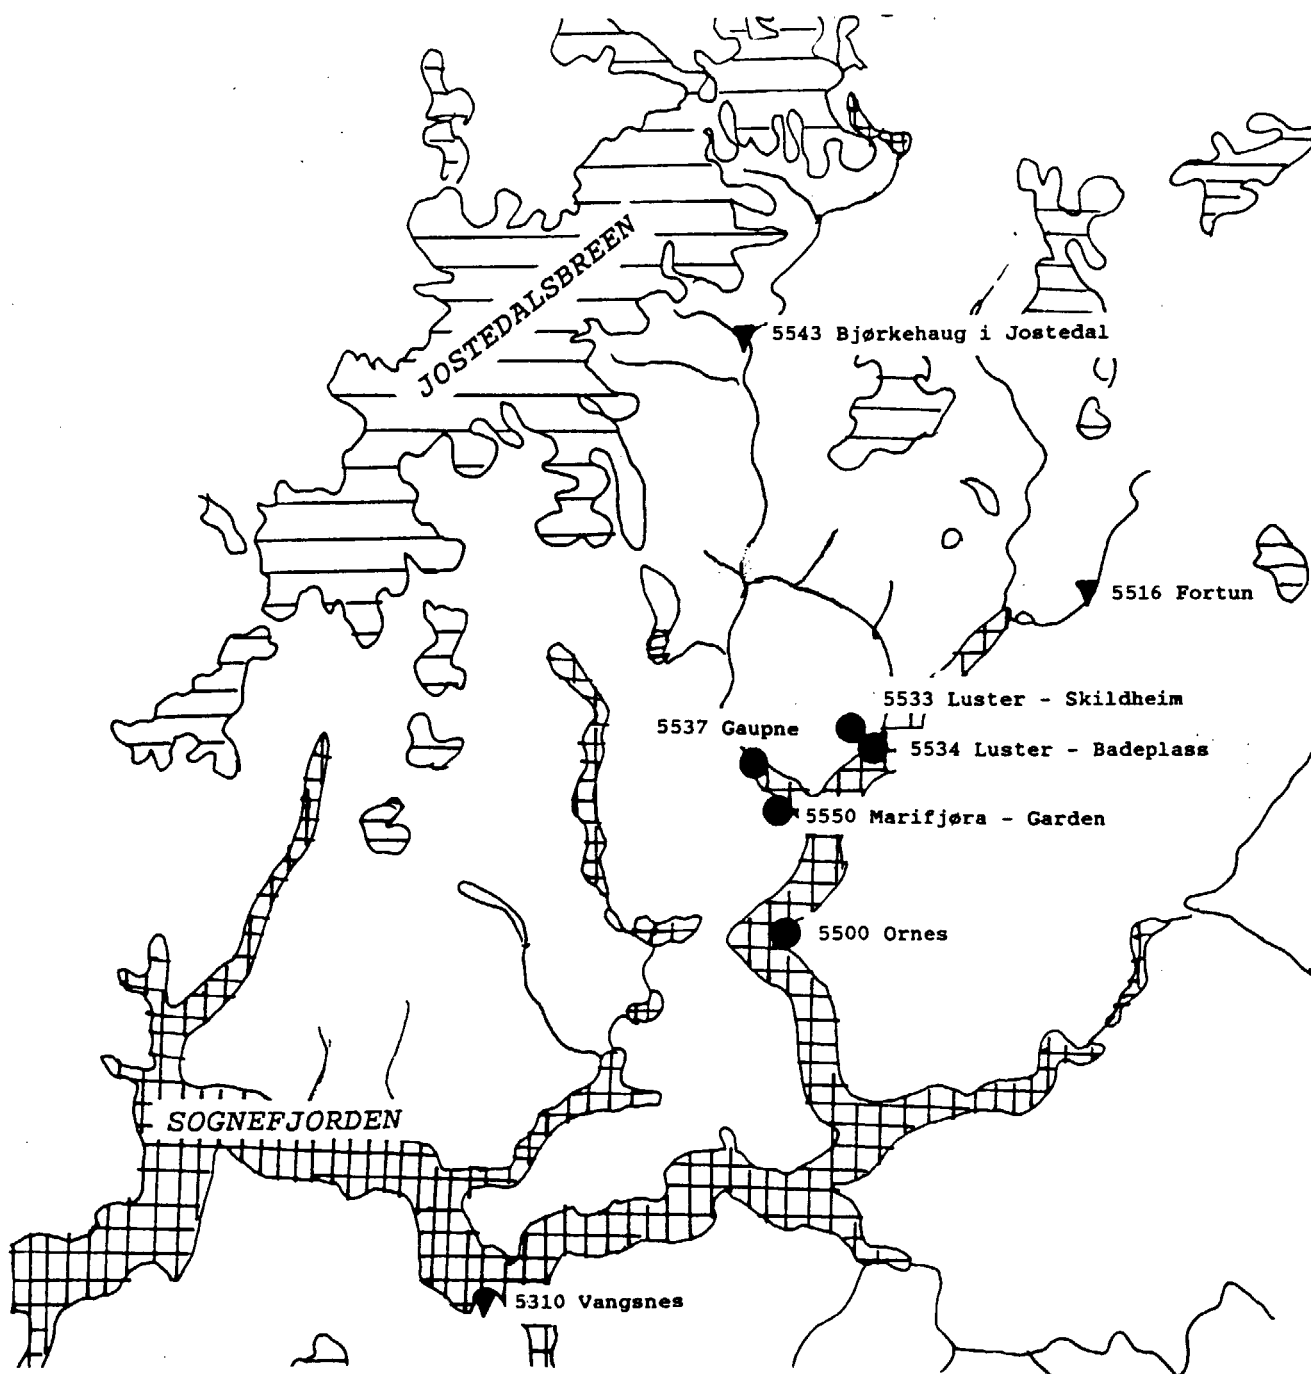 JOSTEDALSBREEN
5543 Bjørkehaug i Jostedal
5516 Fortun
5533 Luster - Skildheim
5537 Gaupne
5534 Luster - Badeplass
5550 Marifjøra - Garden
5500 Ornes
SOGNEFJORDEN
5310 Vangsnes